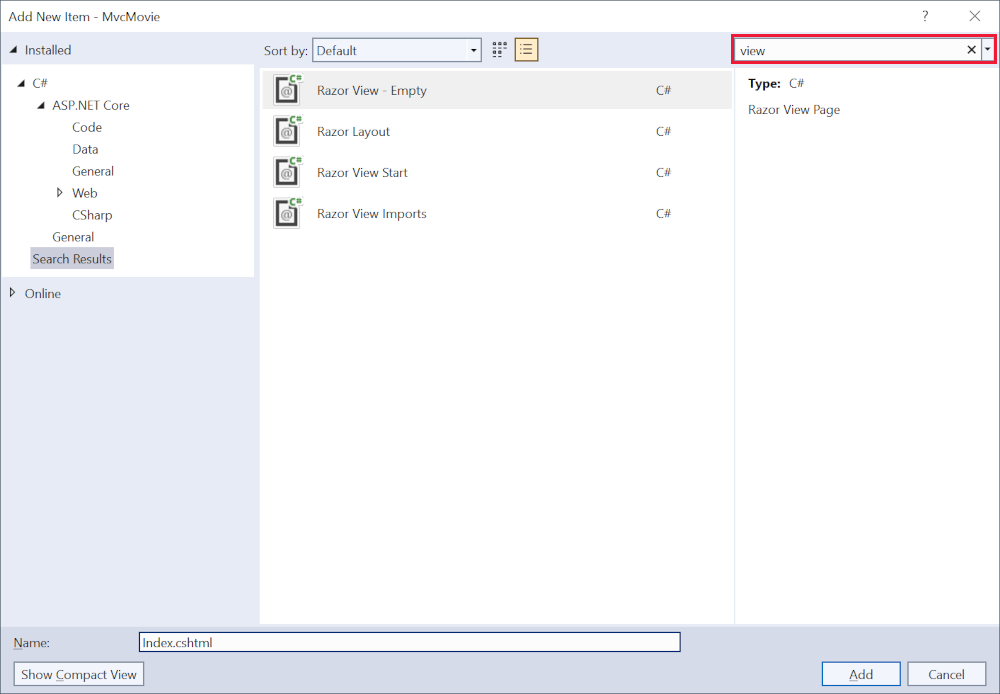 Add New Item - MvcMovie
?
Installed
Sort by: Default
view
C#
ASP.NET Core
Code
Data
General
Web
CSharp
General
Search Results
Online
C#
@
Razor View - Empty C#
C#
@
Razor Layout C#
C#
@
Razor View Start C#
C#
@
Razor View Imports C#
Type: C#
Razor View Page
Name: Index.cshtml
Show Compact View
Add
Cancel